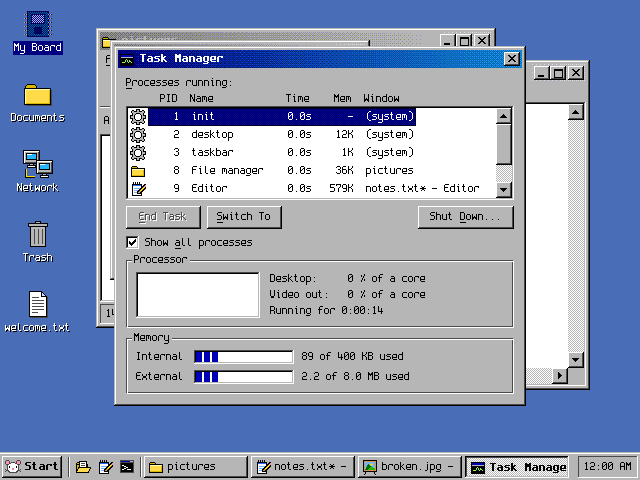 My Board
Documents
Network
Trash
welcome.txt
pictures
Task Manager
Processes running:
PID Name Time Mem Window
1 init 0.0s - (system)
2 desktop 0.0s 12K (system)
3 taskbar 0.0s 1K (system)
8 File manager 0.0s 36K pictures
9 Editor 0.0s 579K notes.txt* - Editor
End Task
Switch To
Shut Down...
Show all processes
Processor
Desktop: 0 % of a core
Video out: 0 % of a core
Running for 0:00:14
Memory
Internal 89 of 400 KB used
External 2.2 of 8.0 MB used
Start
pictures
notes.txt* -
broken.jpg -
Task Manage
12:00 AM